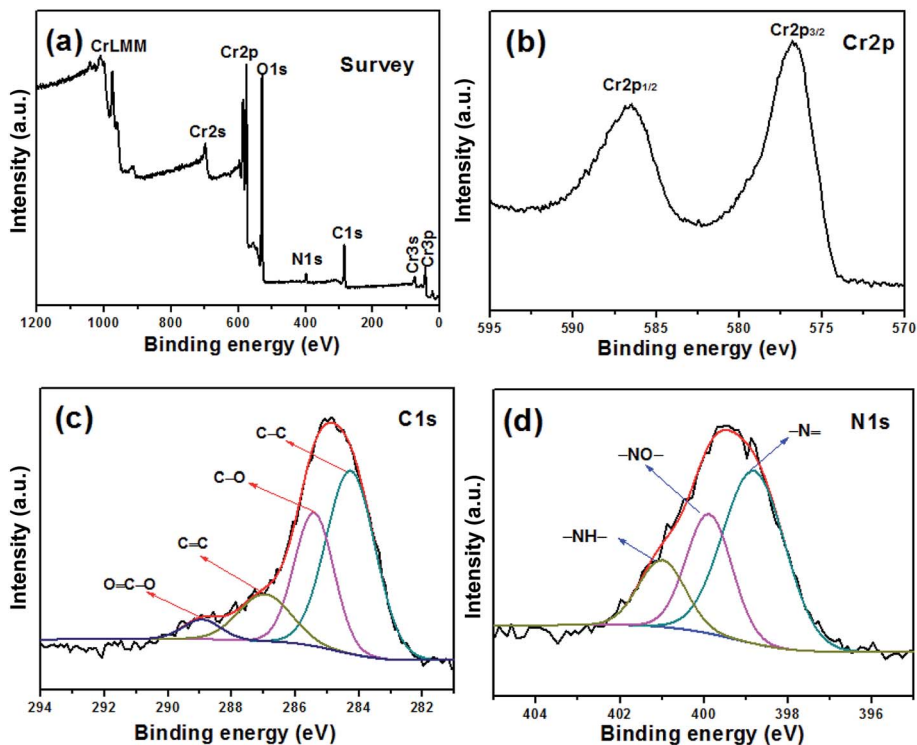 (a)
CrLMM
Cr2p
O1s
Survey
Cr2s
N1s
C1s
Cr3s
Cr3p
Intensity (a.u.)
1200 1000 800 600 400 200 0
Binding energy (eV)
(b)
Cr2p3/2
Cr2p
Cr2p1/2
Intensity (a.u.)
595 590 585 580 575 570
Binding energy (ev)
(c)
C1s
C–C
C–O
C=C
O=C–O
Intensity (a.u.)
294 292 290 288 286 284 282
Binding energy (eV)
(d)
N1s
–N=
–NO–
–NH–
Intensity (a.u.)
404 402 400 398 396
Binding energy (eV)